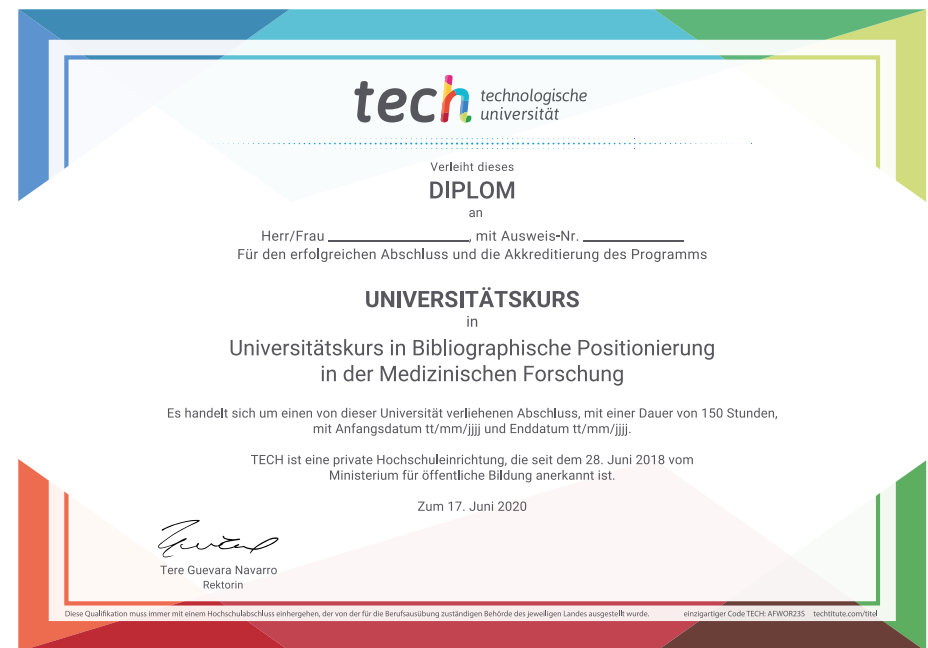 tech technologische
universität
Verleiht dieses
DIPLOM
an
Herr/Frau , mit Ausweis-Nr.
Für den erfolgreichen Abschluss und die Akkreditierung des Programms
UNIVERSITÄTSKURS
in
Universitätskurs in Bibliographische Positionierung
in der Medizinischen Forschung
Es handelt sich um einen von dieser Universität verliehenen Abschluss, mit einer Dauer von 150 Stunden,
mit Anfangsdatum tt/mm/jjjj und Enddatum tt/mm/jjjj.
TECH ist eine private Hochschuleinrichtung, die seit dem 28. Juni 2018 vom
Ministerium für öffentliche Bildung anerkannt ist.
Zum 17. Juni 2020
Tere Guevara Navarro
Rektorin
Diese Qualifikation muss immer mit einem Hochschulabschluss einhergehen, der von der für die Berufsausübung zuständigen Behörde des jeweiligen Landes ausgestellt wurde. einzigartiger Code TECH: AFWOR23S techtitute.com/titel